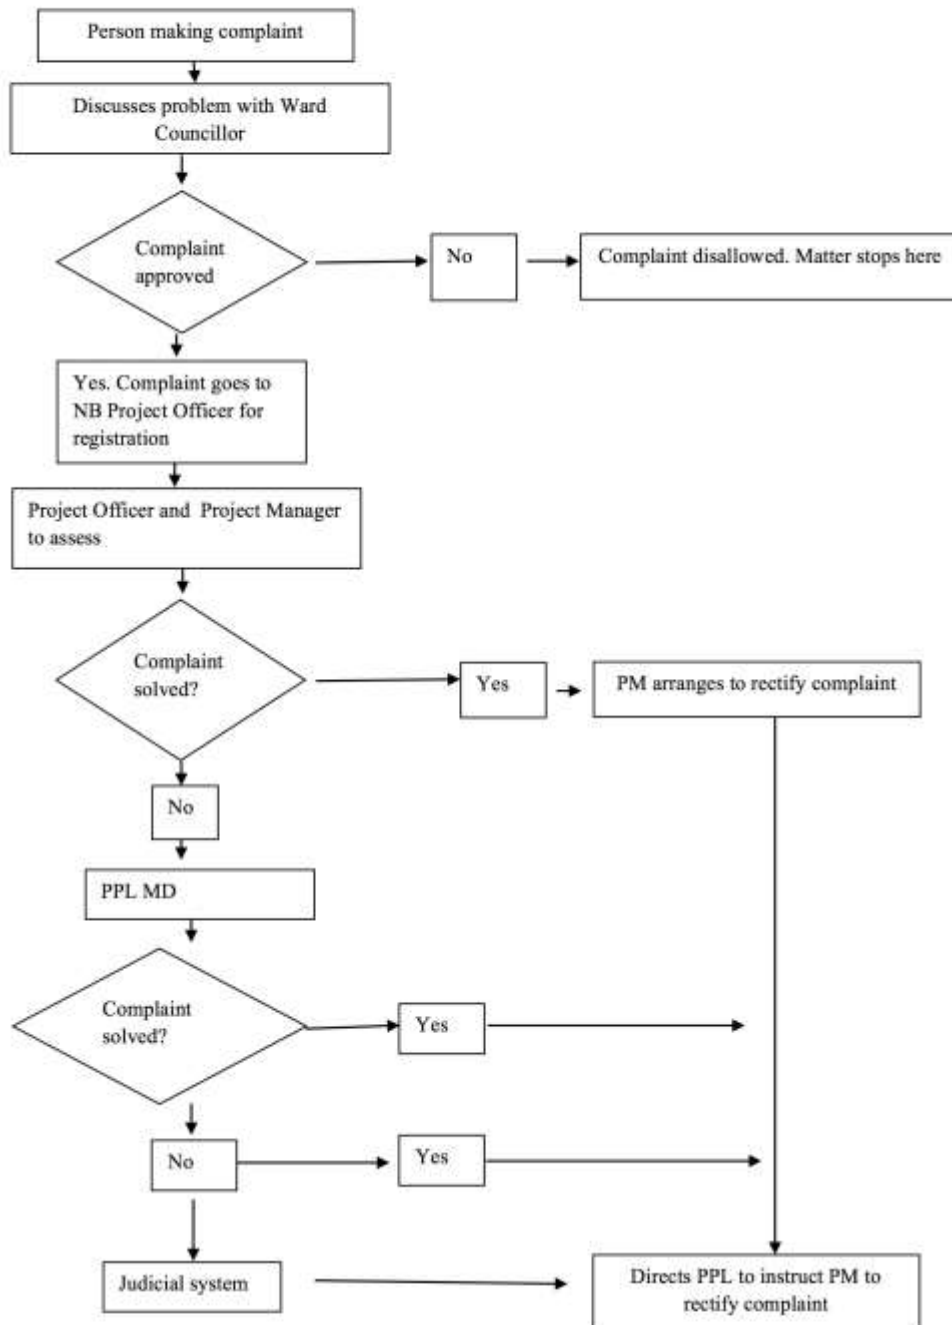 Person making complaint
Discusses problem with Ward
Councillor
Complaint
approved
No
Complaint disallowed. Matter stops here
Yes. Complaint goes to
NB Project Officer for
registration
Project Officer and Project Manager
to assess
Complaint
solved?
Yes
PM arranges to rectify complaint
No
PPL MD
Complaint
solved?
Yes
No
Yes
Judicial system
Directs PPL to instruct PM to
rectify complaint